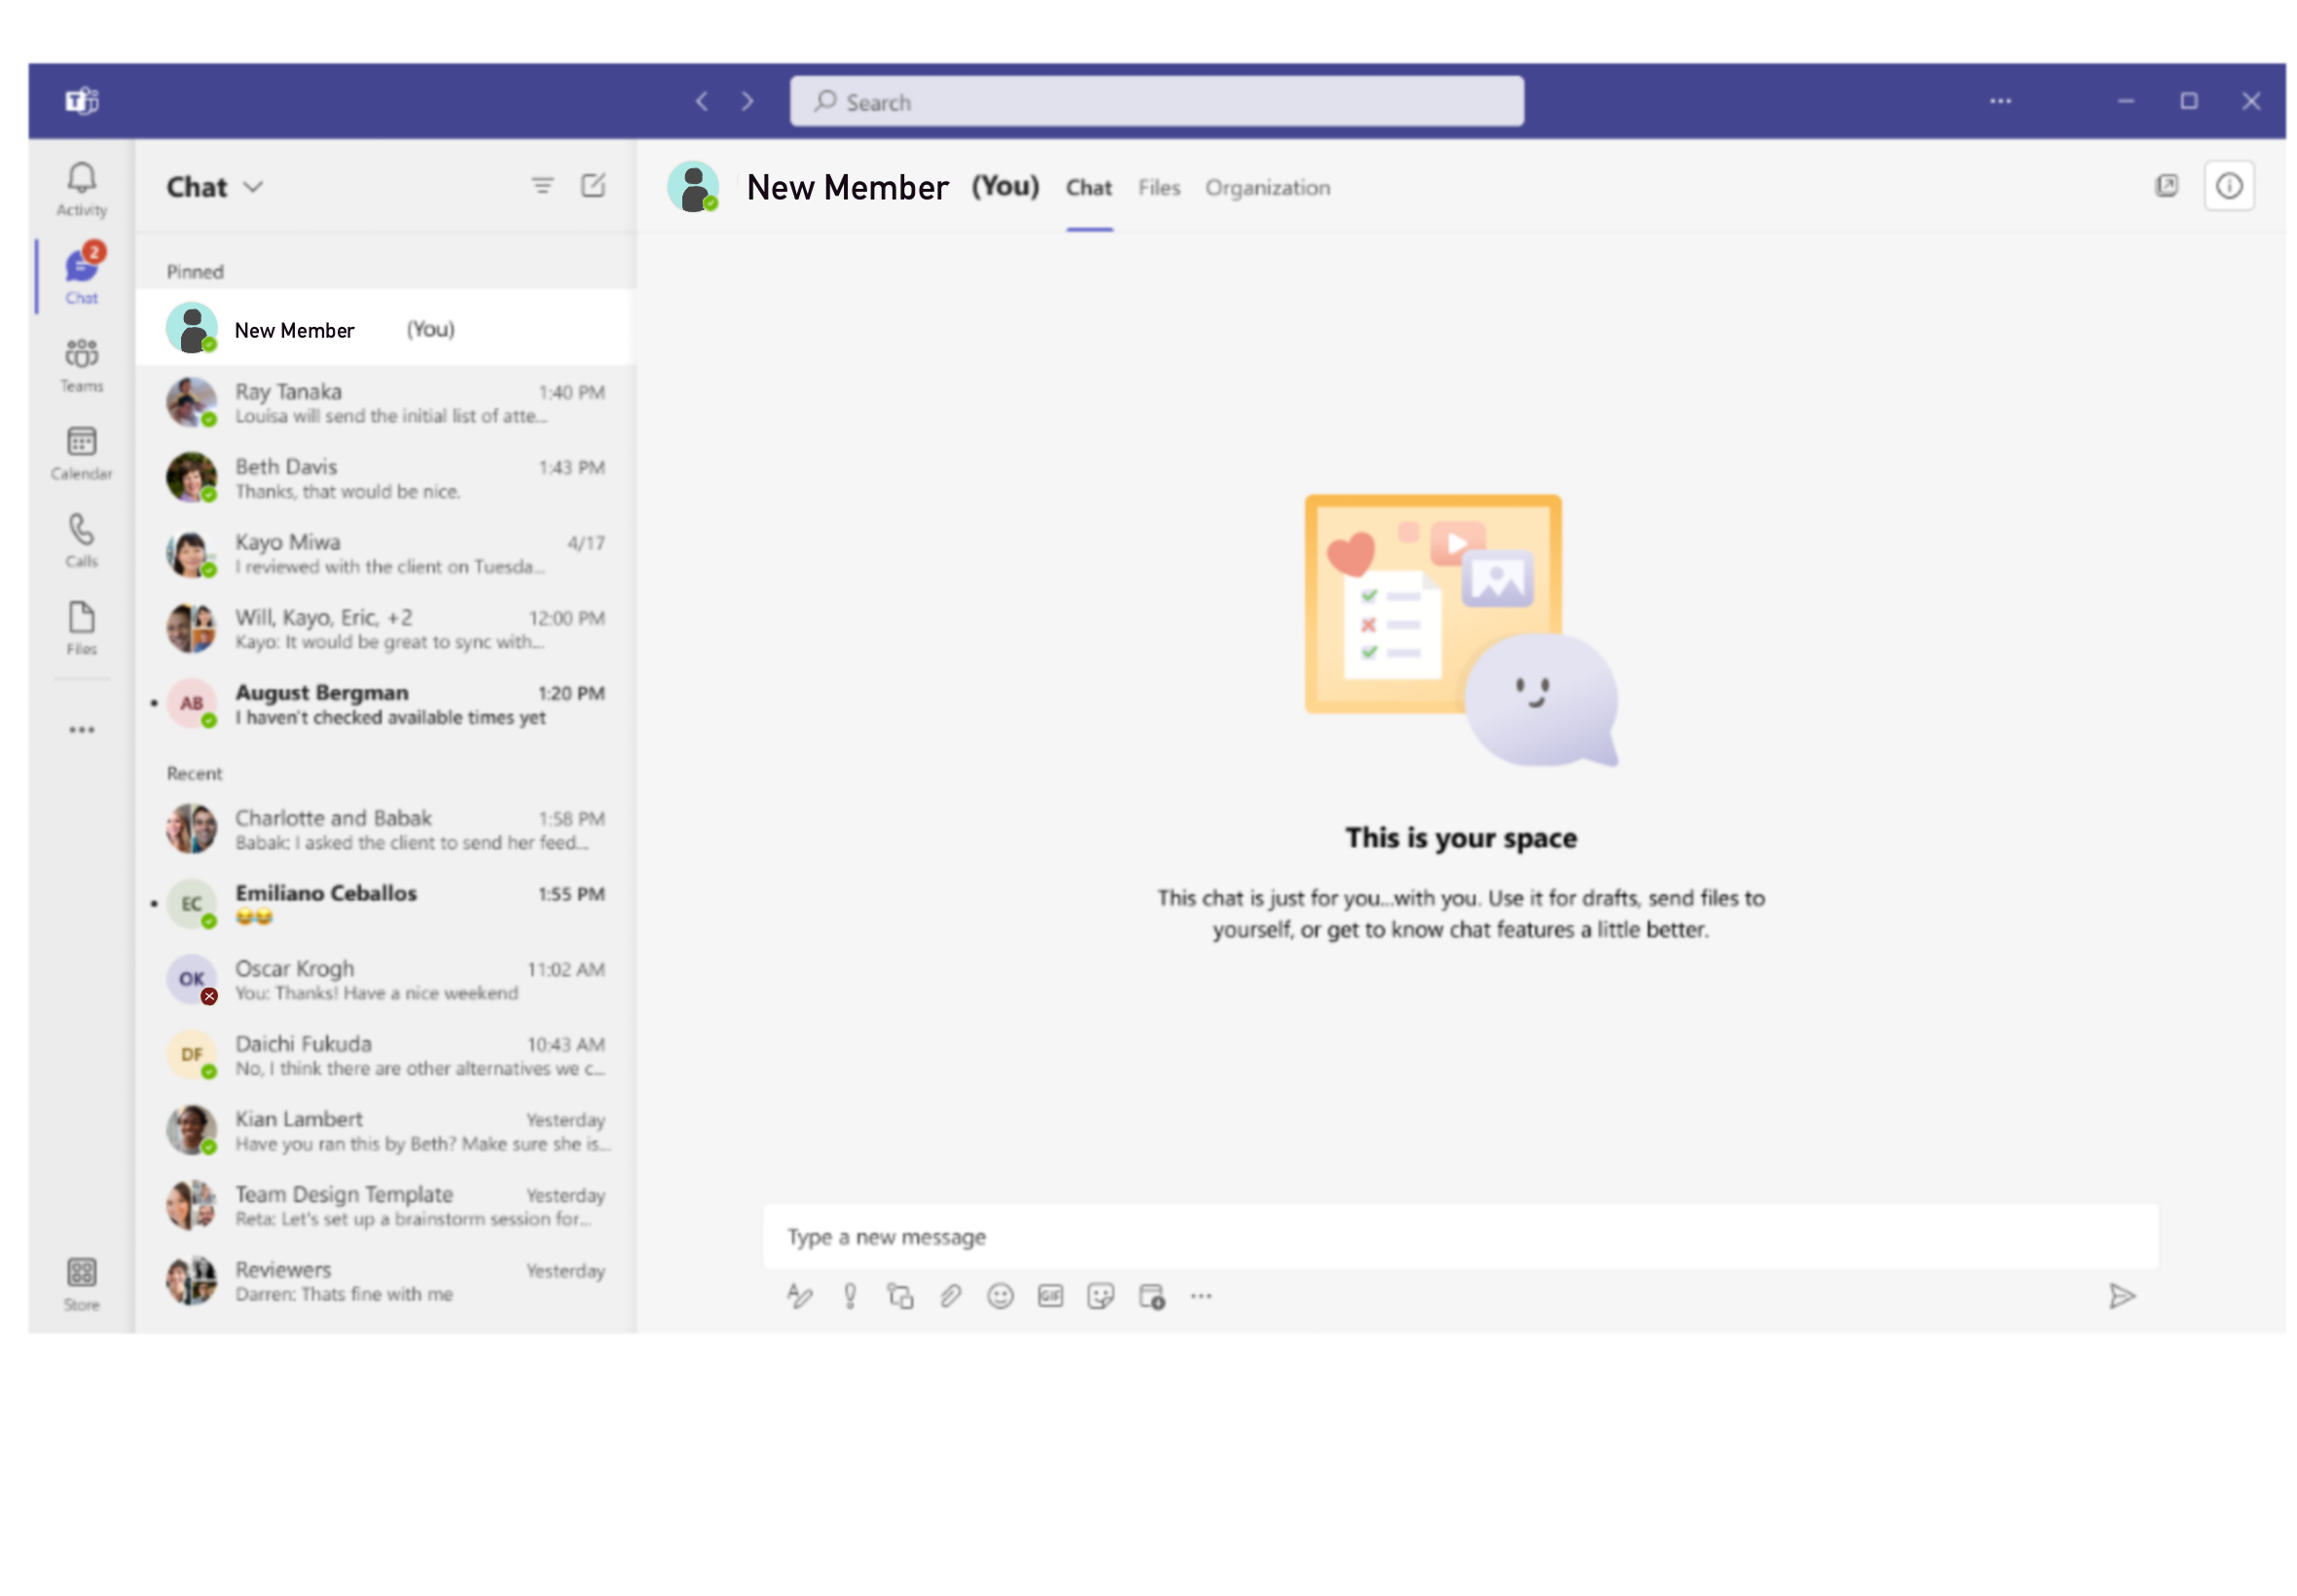 Search
Activity
2
Chat
Teams
Calendar
Calls
Files
Store
Chat
Pinned
New Member (You)
Ray Tanaka 1:40 PM
Louisa will send the initial list of atte...
Beth Davis 1:43 PM
Thanks, that would be nice.
Kayo Miwa 4/17
I reviewed with the client on Tuesda...
Will, Kayo, Eric, +2 12:00 PM
Kayo: It would be great to sync with...
AB August Bergman 1:20 PM
I haven't checked available times yet
Recent
Charlotte and Babak 1:58 PM
Babak: I asked the client to send her feed...
EC Emiliano Ceballos 1:55 PM
😂😂
OK Oscar Krogh 11:02 AM
You: Thanks! Have a nice weekend
DF Daichi Fukuda 10:43 AM
No, I think there are other alternatives we c...
Kian Lambert Yesterday
Have you ran this by Beth? Make sure she is...
Team Design Template Yesterday
Reta: Let's set up a brainstorm session for...
Reviewers Yesterday
Darren: Thats fine with me
New Member (You) Chat Files Organization
This is your space
This chat is just for you...with you. Use it for drafts, send files to
yourself, or get to know chat features a little better.
Type a new message
GIF